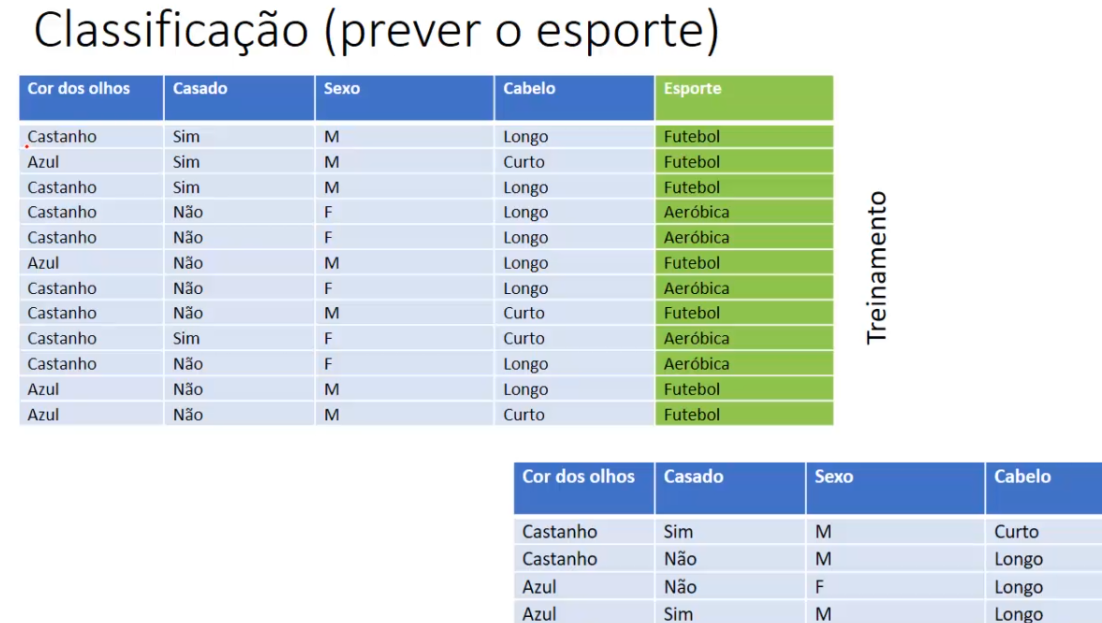 Classificação (prever o esporte)
Cor dos olhos Casado Sexo Cabelo Esporte
Castanho Sim M Longo Futebol
Azul Sim M Curto Futebol
Castanho Sim M Longo Futebol
Castanho Não F Longo Aeróbica
Castanho Não F Longo Aeróbica
Azul Não M Longo Futebol
Castanho Não F Longo Aeróbica
Castanho Não M Curto Futebol
Castanho Sim F Curto Aeróbica
Castanho Não F Longo Aeróbica
Azul Não M Longo Futebol
Azul Não M Curto Futebol
Treinamento
Cor dos olhos Casado Sexo Cabelo
Castanho Sim M Curto
Castanho Não M Longo
Azul Não F Longo
Azul Sim M Longo